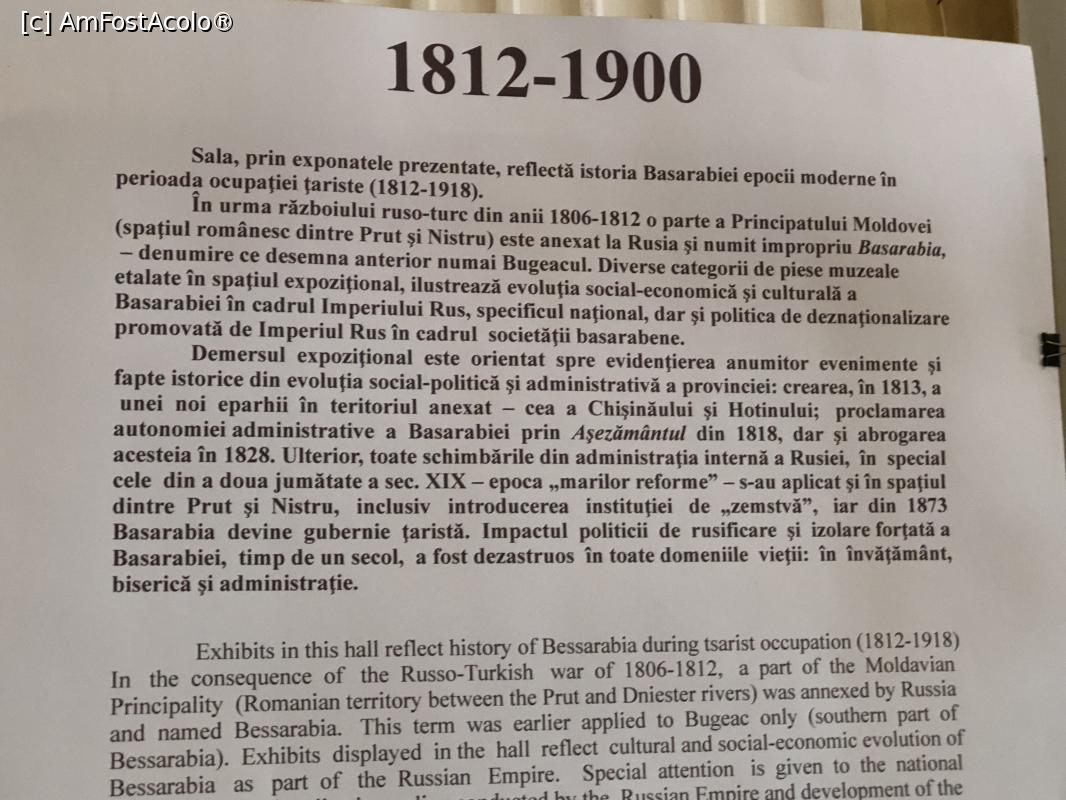 [c] AmFostAcolo®
1812-1900
Sala, prin exponatele prezentate, reflectă istoria Basarabiei epocii moderne în
perioada ocupaţiei ţariste (1812-1918).
În urma războiului ruso-turc din anii 1806-1812 o parte a Principatului Moldovei
(spaţiul românesc dintre Prut şi Nistru) este anexat la Rusia şi numit impropriu Basarabia,
– denumire ce desemna anterior numai Bugeacul. Diverse categorii de piese muzeale
etalate în spaţiul expoziţional, ilustrează evoluţia social-economică şi culturală a
Basarabiei în cadrul Imperiului Rus, specificul naţional, dar şi politica de deznaţionalizare
promovată de Imperiul Rus în cadrul societăţii basarabene.
Demersul expoziţional este orientat spre evidenţierea anumitor evenimente şi
fapte istorice din evoluţia social-politică şi administrativă a provinciei: crearea, în 1813, a
unei noi eparhii în teritoriul anexat – cea a Chişinăului şi Hotinului; proclamarea
autonomiei administrative a Basarabiei prin Aşezământul din 1818, dar şi abrogarea
acesteia în 1828. Ulterior, toate schimbările din administraţia internă a Rusiei, în special
cele din a doua jumătate a sec. XIX – epoca „marilor reforme” – s-au aplicat şi în spaţiul
dintre Prut şi Nistru, inclusiv introducerea instituţiei de „zemstvă”, iar din 1873
Basarabia devine gubernie ţaristă. Impactul politicii de rusificare şi izolare forţată a
Basarabiei, timp de un secol, a fost dezastruos în toate domeniile vieţii: în învăţământ,
biserică şi administraţie.
Exhibits in this hall reflect history of Bessarabia during tsarist occupation (1812-1918)
In the consequence of the Russo-Turkish war of 1806-1812, a part of the Moldavian
Principality (Romanian territory between the Prut and Dniester rivers) was annexed by Russia
and named Bessarabia. This term was earlier applied to Bugeac only (southern part of
Bessarabia). Exhibits displayed in the hall reflect cultural and social-economic evolution of
Bessarabia as part of the Russian Empire. Special attention is given to the national
conducted by the Russian Empire and development of the